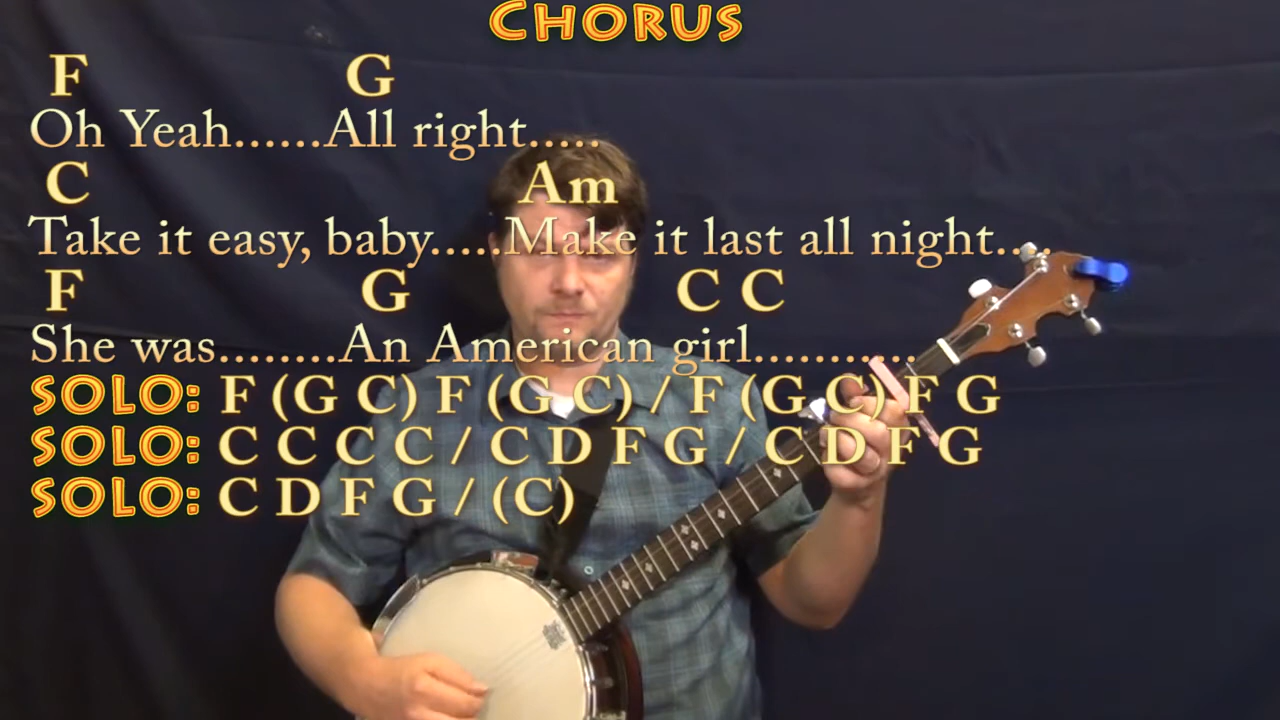 CHORUS
F G
Oh Yeah......All right.....
C Am
Take it easy, baby.....Make it last all night....
F G C C
She was........An American girl...........
SOLO: F (G C) F (G C) / F (G C) F G
SOLO: C C C C / C D F G / C D F G
SOLO: C D F G / (C)